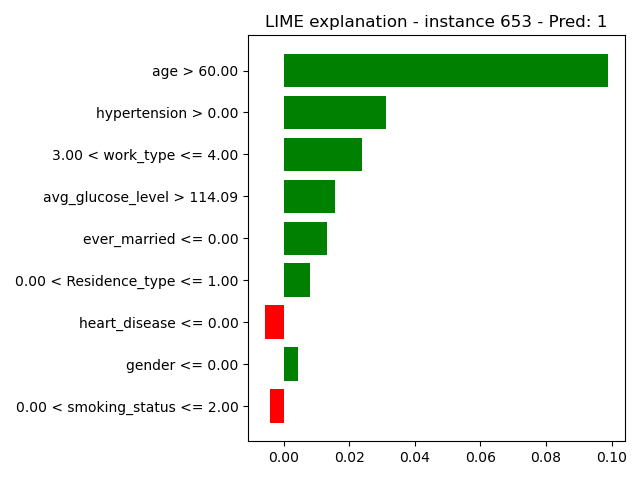 LIME explanation - instance 653 - Pred: 1
age > 60.00
hypertension > 0.00
3.00 < work_type <= 4.00
avg_glucose_level > 114.09
ever_married <= 0.00
0.00 < Residence_type <= 1.00
heart_disease <= 0.00
gender <= 0.00
0.00 < smoking_status <= 2.00
0.00 0.02 0.04 0.06 0.08 0.10